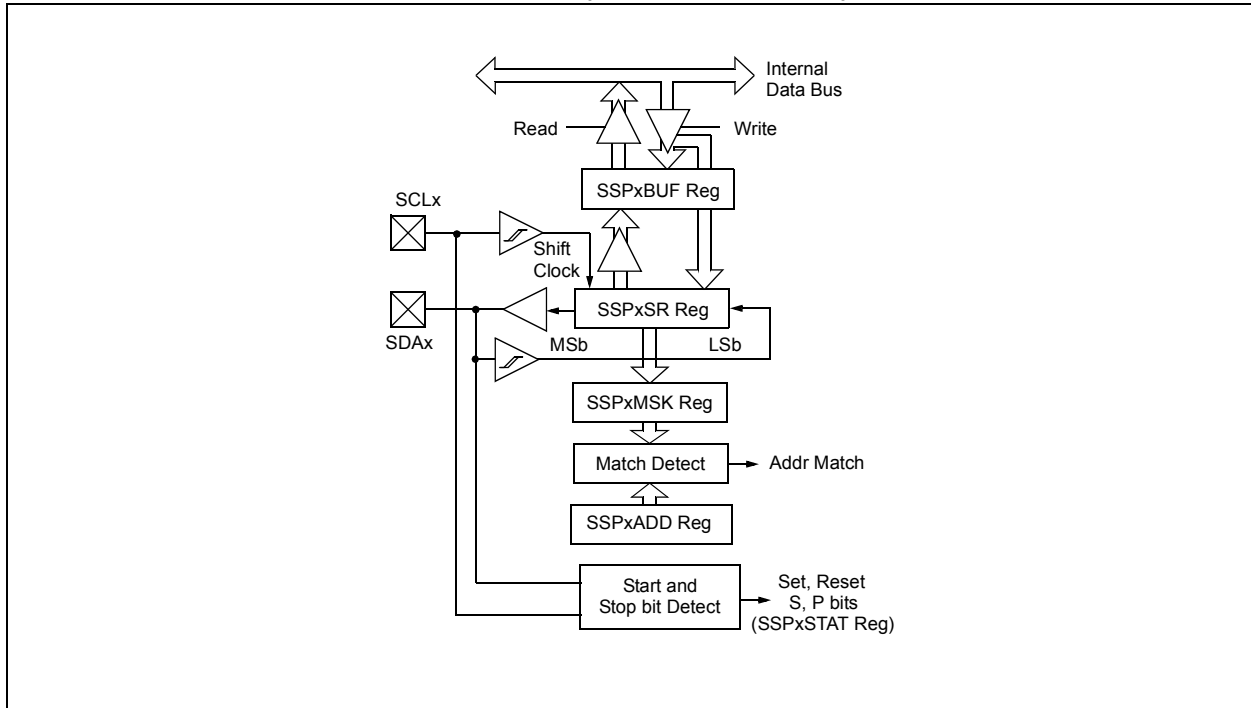 Internal
Data Bus
Read
Write
SSPxBUF Reg
SCLx
Shift
Clock
SSPxSR Reg
SDAx
MSb
LSb
SSPxMSK Reg
Match Detect
Addr Match
SSPxADD Reg
Start and
Stop bit Detect
Set, Reset
S, P bits
(SSPxSTAT Reg)